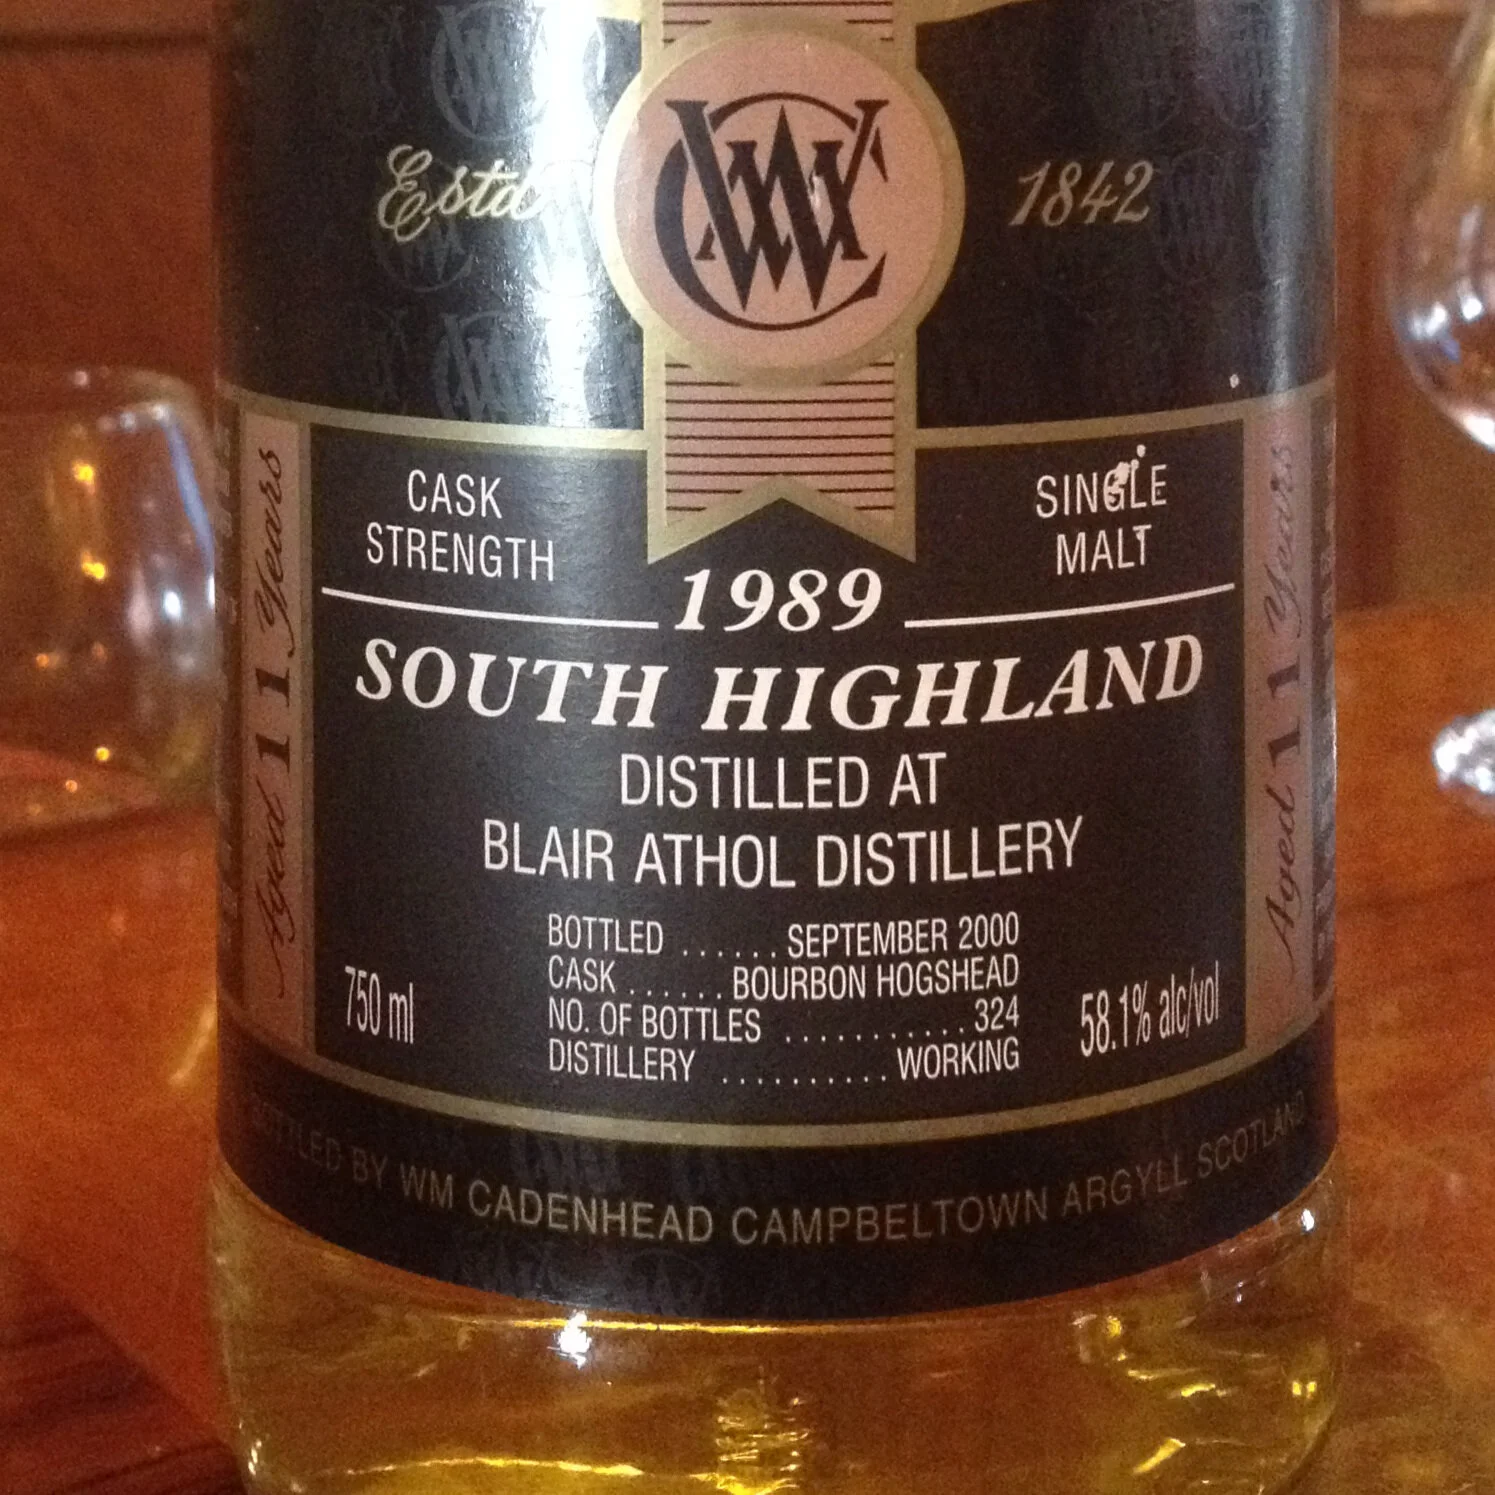 WMC
Estd 1842
CASK
STRENGTH
SINGLE
MALT
1989
SOUTH HIGHLAND
DISTILLED AT
BLAIR ATHOL DISTILLERY
BOTTLED ...... SEPTEMBER 2000
CASK ...... BOURBON HOGSHEAD
NO. OF BOTTLES ........... 324
DISTILLERY .......... WORKING
750 ml
58.1% alc/vol
Aged 11 Years
Aged 11 Years
BOTTLED BY WM CADENHEAD CAMPBELTOWN ARGYLL SCOTLAND